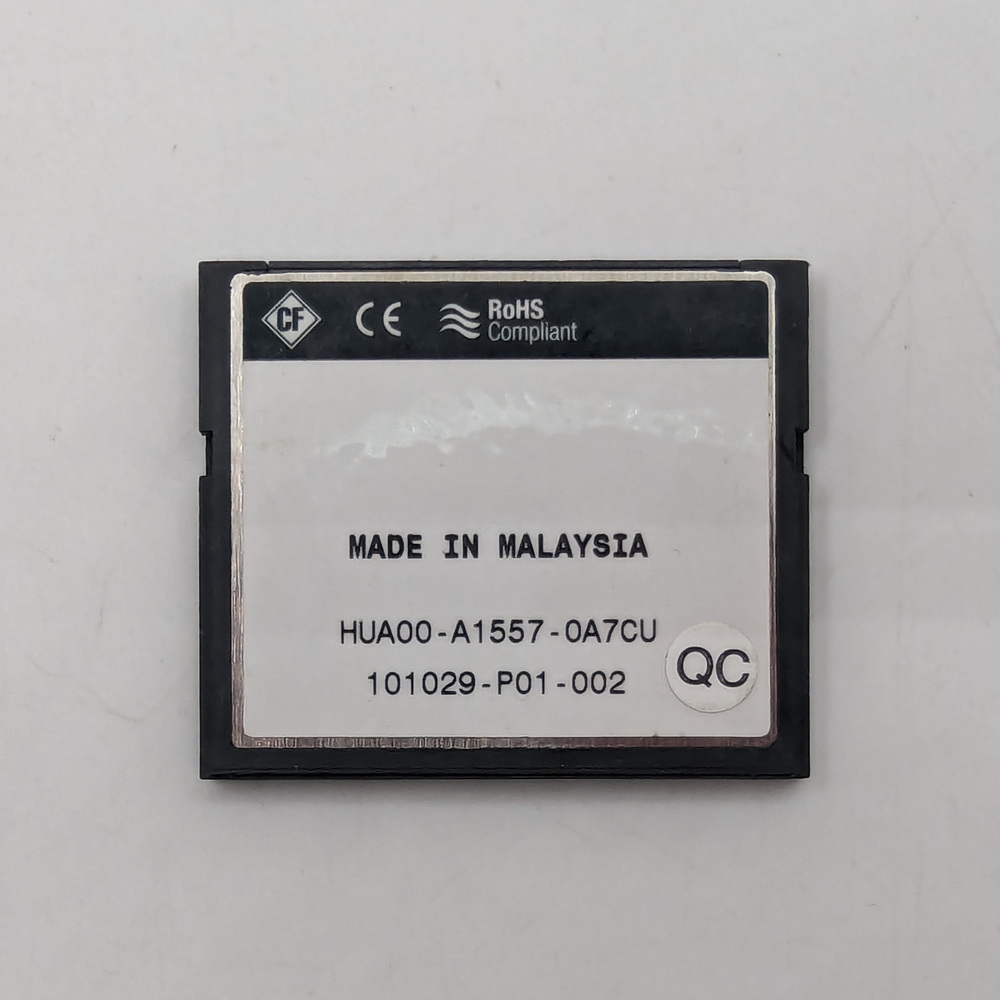 CF CE RoHS
Compliant
MADE IN MALAYSIA
HUA00-A1557-0A7CU
101029-P01-002
QC